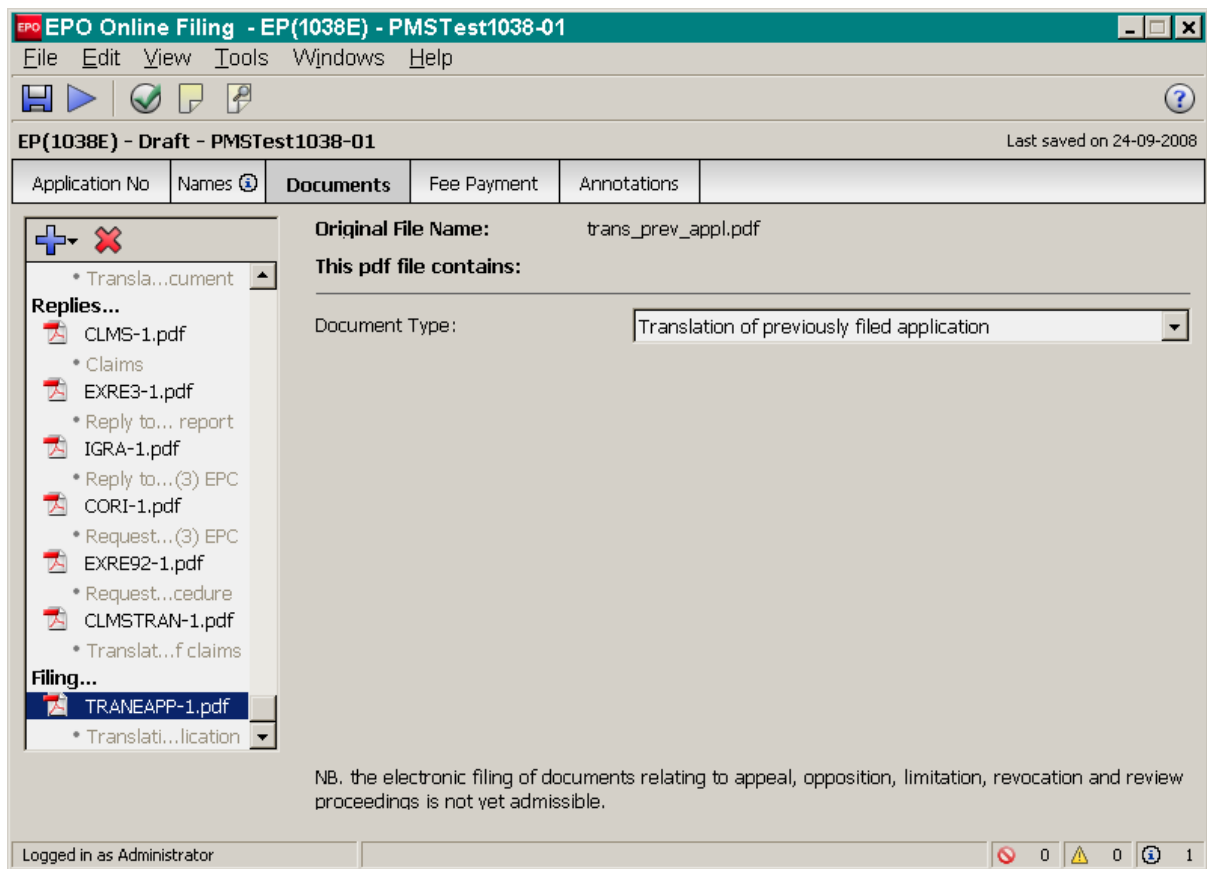 EPO EPO Online Filing - EP(1038E) - PMSTest1038-01
File Edit View Tools Windows Help
EP(1038E) - Draft - PMSTest1038-01 Last saved on 24-09-2008
Application No Names Documents Fee Payment Annotations
Original File Name: trans_prev_appl.pdf
This pdf file contains:
Document Type: Translation of previously filed application
• Transla...cument
Replies...
CLMS-1.pdf
• Claims
EXRE3-1.pdf
• Reply to... report
IGRA-1.pdf
• Reply to...(3) EPC
CORI-1.pdf
• Request...(3) EPC
EXRE92-1.pdf
• Request...cedure
CLMSTRAN-1.pdf
• Translat...f claims
Filing...
TRANEAPP-1.pdf
• Translati...lication
NB. the electronic filing of documents relating to appeal, opposition, limitation, revocation and review
proceedings is not yet admissible.
Logged in as Administrator 0 0 1